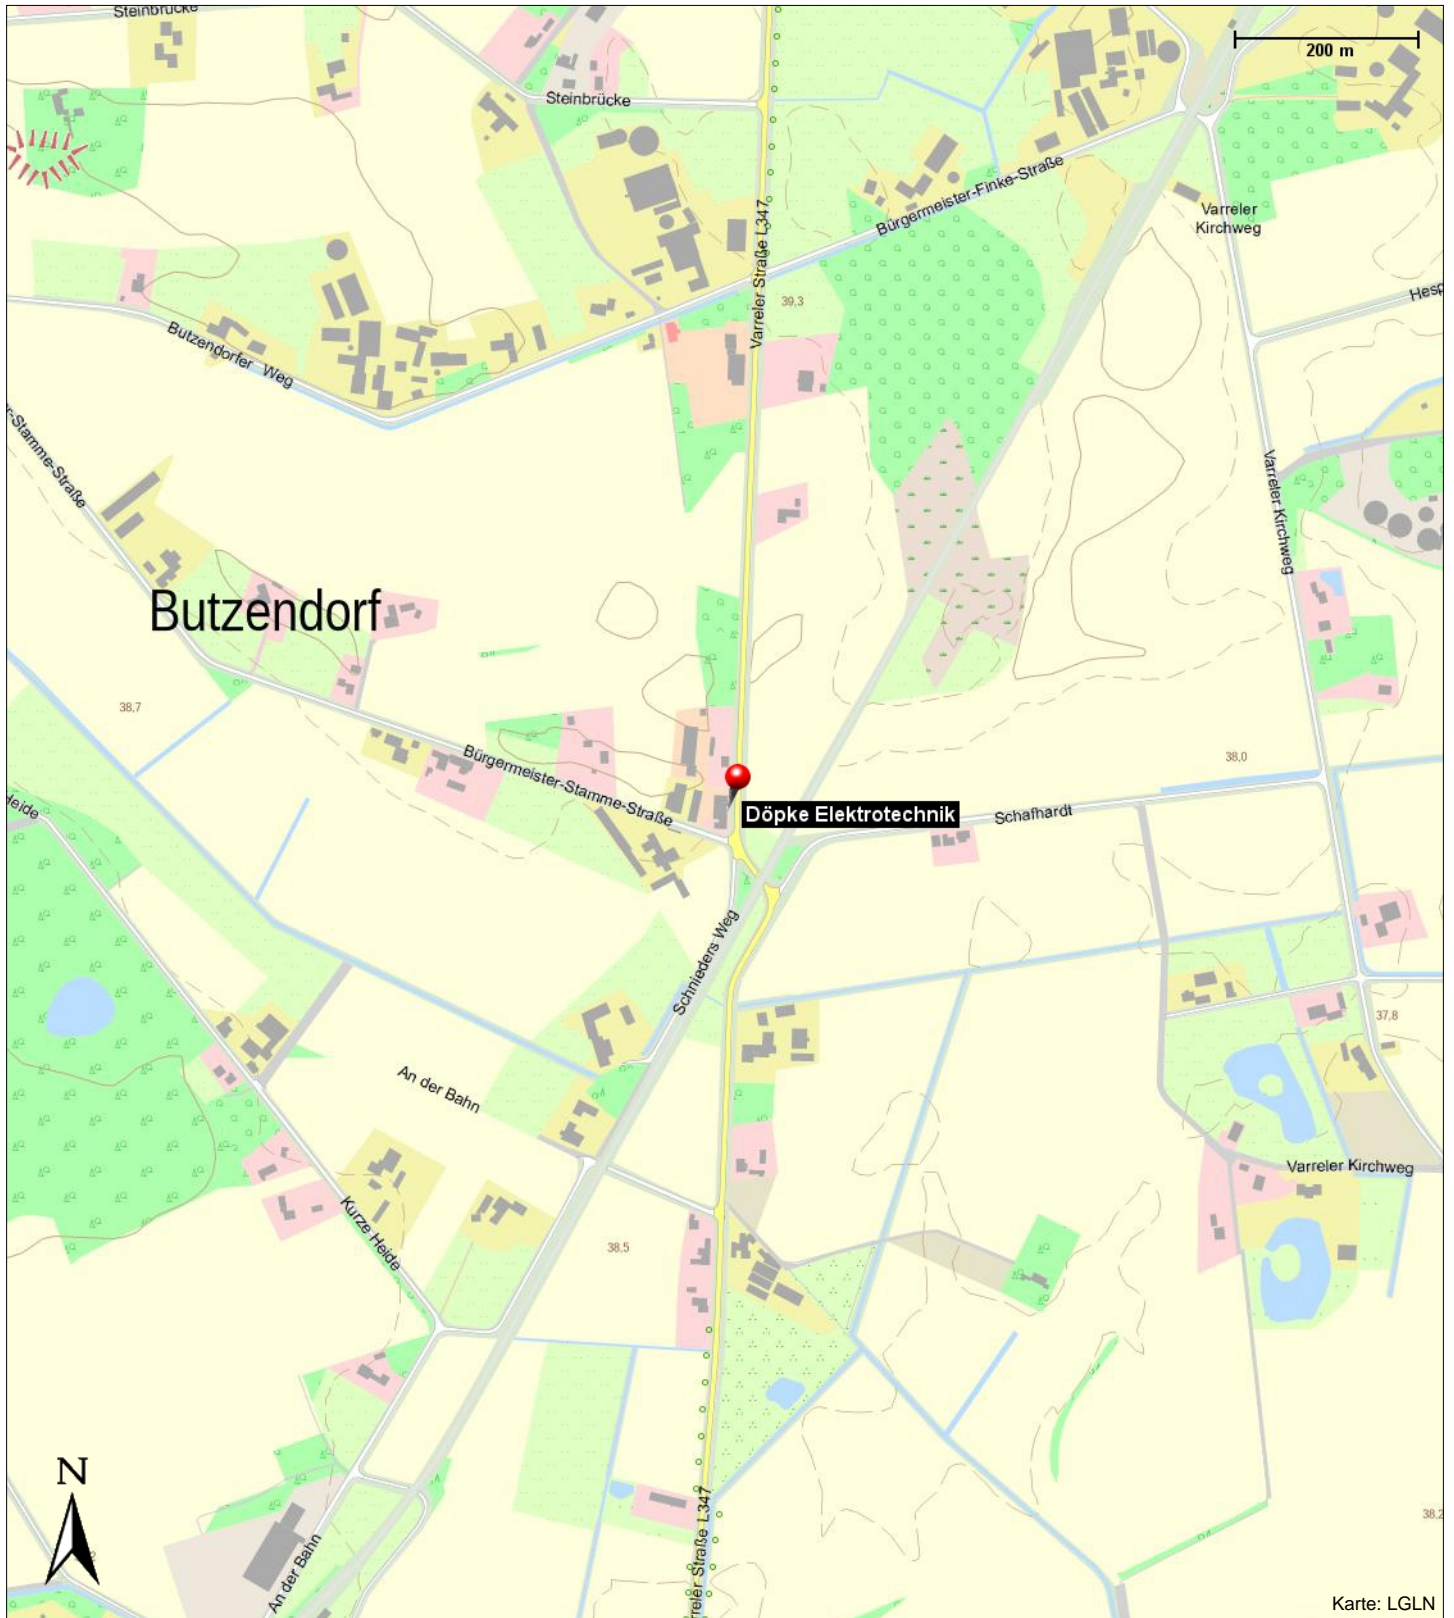 Steinbrücke
200 m
Steinbrücke
Bürgermeister-Finke-Straße
Varreler
Kirchweg
Varreler Straße L347
39,3
Hesp
Butzendorfer Weg
r-Stamme-Straße
Varreler Kirchweg
Butzendorf
38,7
Bürgermeister-Stamme-Straße
38,0
Döpke Elektrotechnik
Schafhardt
Heide
Schnieders Weg
37,8
An der Bahn
Varreler Kirchweg
Kurze Heide
38,5
N
rreler Straße L347
38,2
An der Bahn
Karte: LGLN